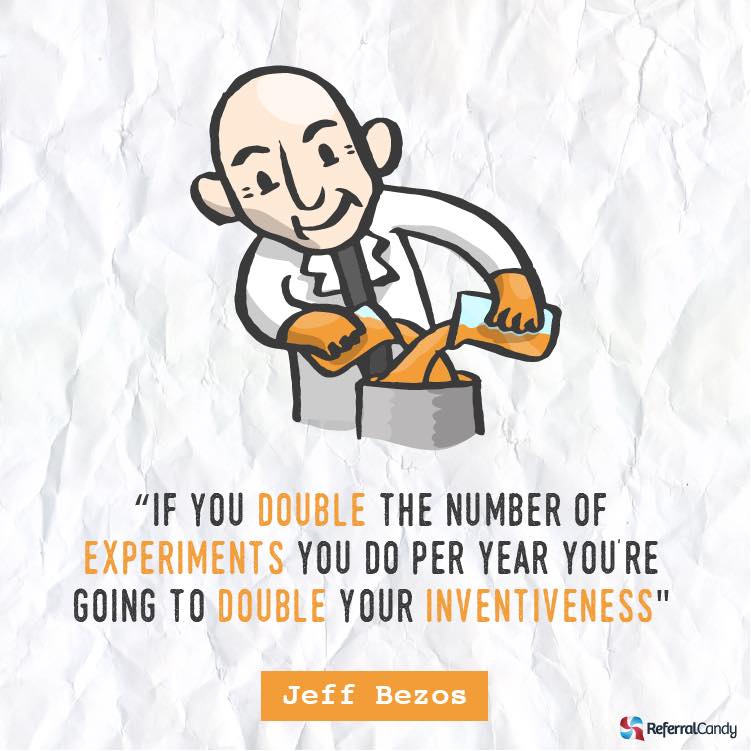 “IF YOU DOUBLE THE NUMBER OF
EXPERIMENTS YOU DO PER YEAR YOU'RE
GOING TO DOUBLE YOUR INVENTIVENESS"
Jeff Bezos
ReferralCandy